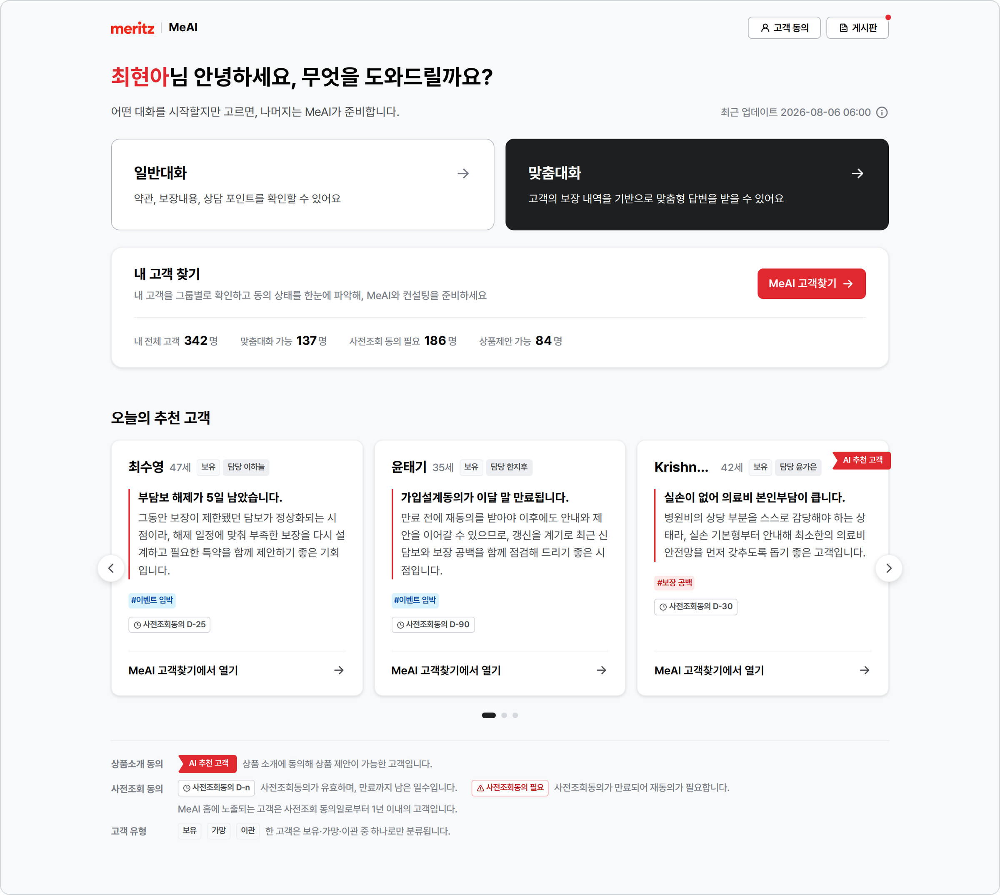 meritz MeAI
고객 동의
게시판
최현아님 안녕하세요, 무엇을 도와드릴까요?
어떤 대화를 시작할지만 고르면, 나머지는 MeAI가 준비합니다.
최근 업데이트 2026-08-06 06:00
일반대화
약관, 보장내용, 상담 포인트를 확인할 수 있어요
맞춤대화
고객의 보장 내역을 기반으로 맞춤형 답변을 받을 수 있어요
내 고객 찾기
내 고객을 그룹별로 확인하고 동의 상태를 한눈에 파악해, MeAI와 컨설팅을 준비하세요
MeAI 고객찾기
내 전체 고객 342명 맞춤대화 가능 137명 사전조회 동의 필요 186명 상품제안 가능 84명
오늘의 추천 고객
최수영 47세 보유 담당 이하늘
부담보 해제가 5일 남았습니다.
그동안 보장이 제한됐던 담보가 정상화되는 시
점이라, 해제 일정에 맞춰 부족한 보장을 다시 설
계하고 필요한 특약을 함께 제안하기 좋은 기회
입니다.
#이벤트 임박
사전조회동의 D-25
MeAI 고객찾기에서 열기
윤태기 35세 보유 담당 한지후
가입설계동의가 이달 말 만료됩니다.
만료 전에 재동의를 받아야 이후에도 안내와 제
안을 이어갈 수 있으므로, 갱신을 계기로 최근 신
담보와 보장 공백을 함께 점검해 드리기 좋은 시
점입니다.
#이벤트 임박
사전조회동의 D-90
MeAI 고객찾기에서 열기
AI 추천 고객
Krishn... 42세 보유 담당 윤가은
실손이 없어 의료비 본인부담이 큽니다.
병원비의 상당 부분을 스스로 감당해야 하는 상
태라, 실손 기본형부터 안내해 최소한의 의료비
안전망을 먼저 갖추도록 돕기 좋은 고객입니다.
#보장 공백
사전조회동의 D-30
MeAI 고객찾기에서 열기
상품소개 동의 AI 추천 고객 상품 소개에 동의해 상품 제안이 가능한 고객입니다.
사전조회 동의 사전조회동의 D-n 사전조회동의가 유효하며, 만료까지 남은 일수입니다. 사전조회동의 필요 사전조회동의가 만료되어 재동의가 필요합니다.
MeAI 홈에 노출되는 고객은 사전조회 동의일로부터 1년 이내의 고객입니다.
고객 유형 보유 가망 이관 한 고객은 보유·가망·이관 중 하나로만 분류됩니다.